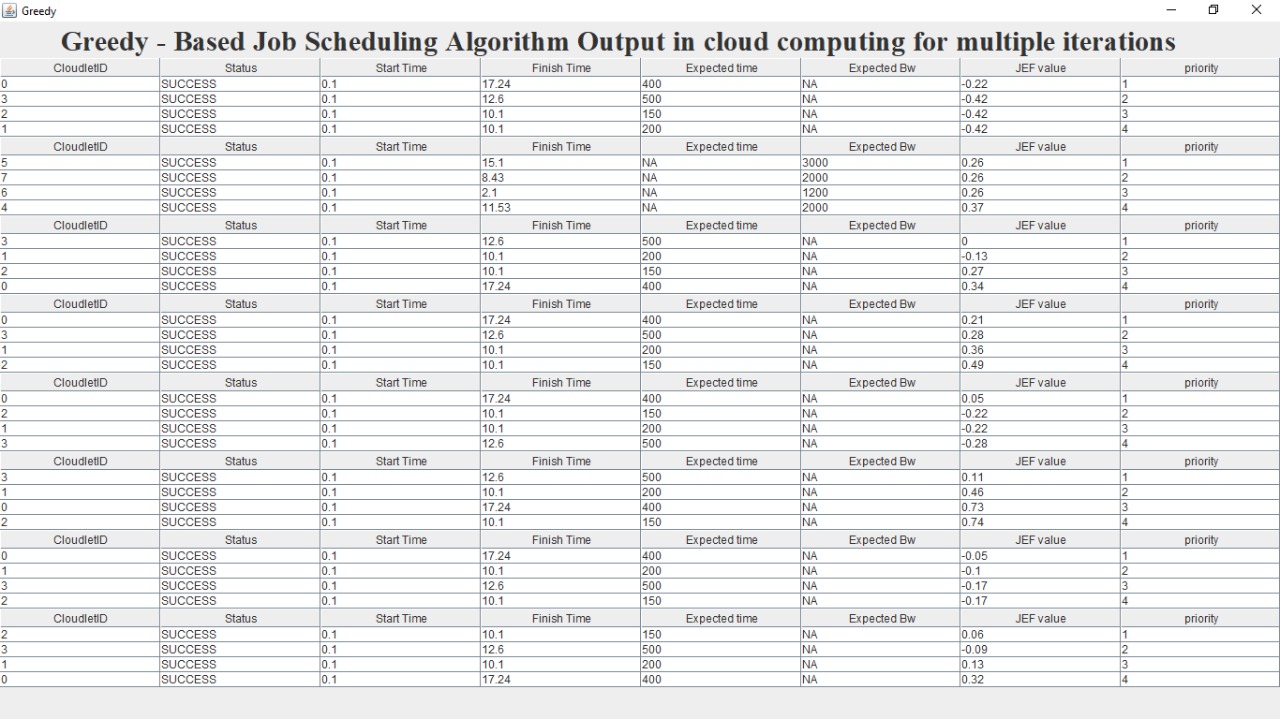 Greedy
Greedy - Based Job Scheduling Algorithm Output in cloud computing for multiple iterations
CloudletID Status Start Time Finish Time Expected time Expected Bw JEF value priority
0 SUCCESS 0.1 17.24 400 NA -0.22 1
3 SUCCESS 0.1 12.6 500 NA -0.42 2
2 SUCCESS 0.1 10.1 150 NA -0.42 3
1 SUCCESS 0.1 10.1 200 NA -0.42 4
CloudletID Status Start Time Finish Time Expected time Expected Bw JEF value priority
5 SUCCESS 0.1 15.1 NA 3000 0.26 1
7 SUCCESS 0.1 8.43 NA 2000 0.26 2
6 SUCCESS 0.1 2.1 NA 1200 0.26 3
4 SUCCESS 0.1 11.53 NA 2000 0.37 4
CloudletID Status Start Time Finish Time Expected time Expected Bw JEF value priority
3 SUCCESS 0.1 12.6 500 NA 0 1
1 SUCCESS 0.1 10.1 200 NA -0.13 2
2 SUCCESS 0.1 10.1 150 NA 0.27 3
0 SUCCESS 0.1 17.24 400 NA 0.34 4
CloudletID Status Start Time Finish Time Expected time Expected Bw JEF value priority
0 SUCCESS 0.1 17.24 400 NA 0.21 1
3 SUCCESS 0.1 12.6 500 NA 0.28 2
1 SUCCESS 0.1 10.1 200 NA 0.36 3
2 SUCCESS 0.1 10.1 150 NA 0.49 4
CloudletID Status Start Time Finish Time Expected time Expected Bw JEF value priority
0 SUCCESS 0.1 17.24 400 NA 0.05 1
2 SUCCESS 0.1 10.1 150 NA -0.22 2
1 SUCCESS 0.1 10.1 200 NA -0.22 3
3 SUCCESS 0.1 12.6 500 NA -0.28 4
CloudletID Status Start Time Finish Time Expected time Expected Bw JEF value priority
3 SUCCESS 0.1 12.6 500 NA 0.11 1
1 SUCCESS 0.1 10.1 200 NA 0.46 2
0 SUCCESS 0.1 17.24 400 NA 0.73 3
2 SUCCESS 0.1 10.1 150 NA 0.74 4
CloudletID Status Start Time Finish Time Expected time Expected Bw JEF value priority
0 SUCCESS 0.1 17.24 400 NA -0.05 1
1 SUCCESS 0.1 10.1 200 NA -0.1 2
3 SUCCESS 0.1 12.6 500 NA -0.17 3
2 SUCCESS 0.1 10.1 150 NA -0.17 4
CloudletID Status Start Time Finish Time Expected time Expected Bw JEF value priority
2 SUCCESS 0.1 10.1 150 NA 0.06 1
3 SUCCESS 0.1 12.6 500 NA -0.09 2
1 SUCCESS 0.1 10.1 200 NA 0.13 3
0 SUCCESS 0.1 17.24 400 NA 0.32 4